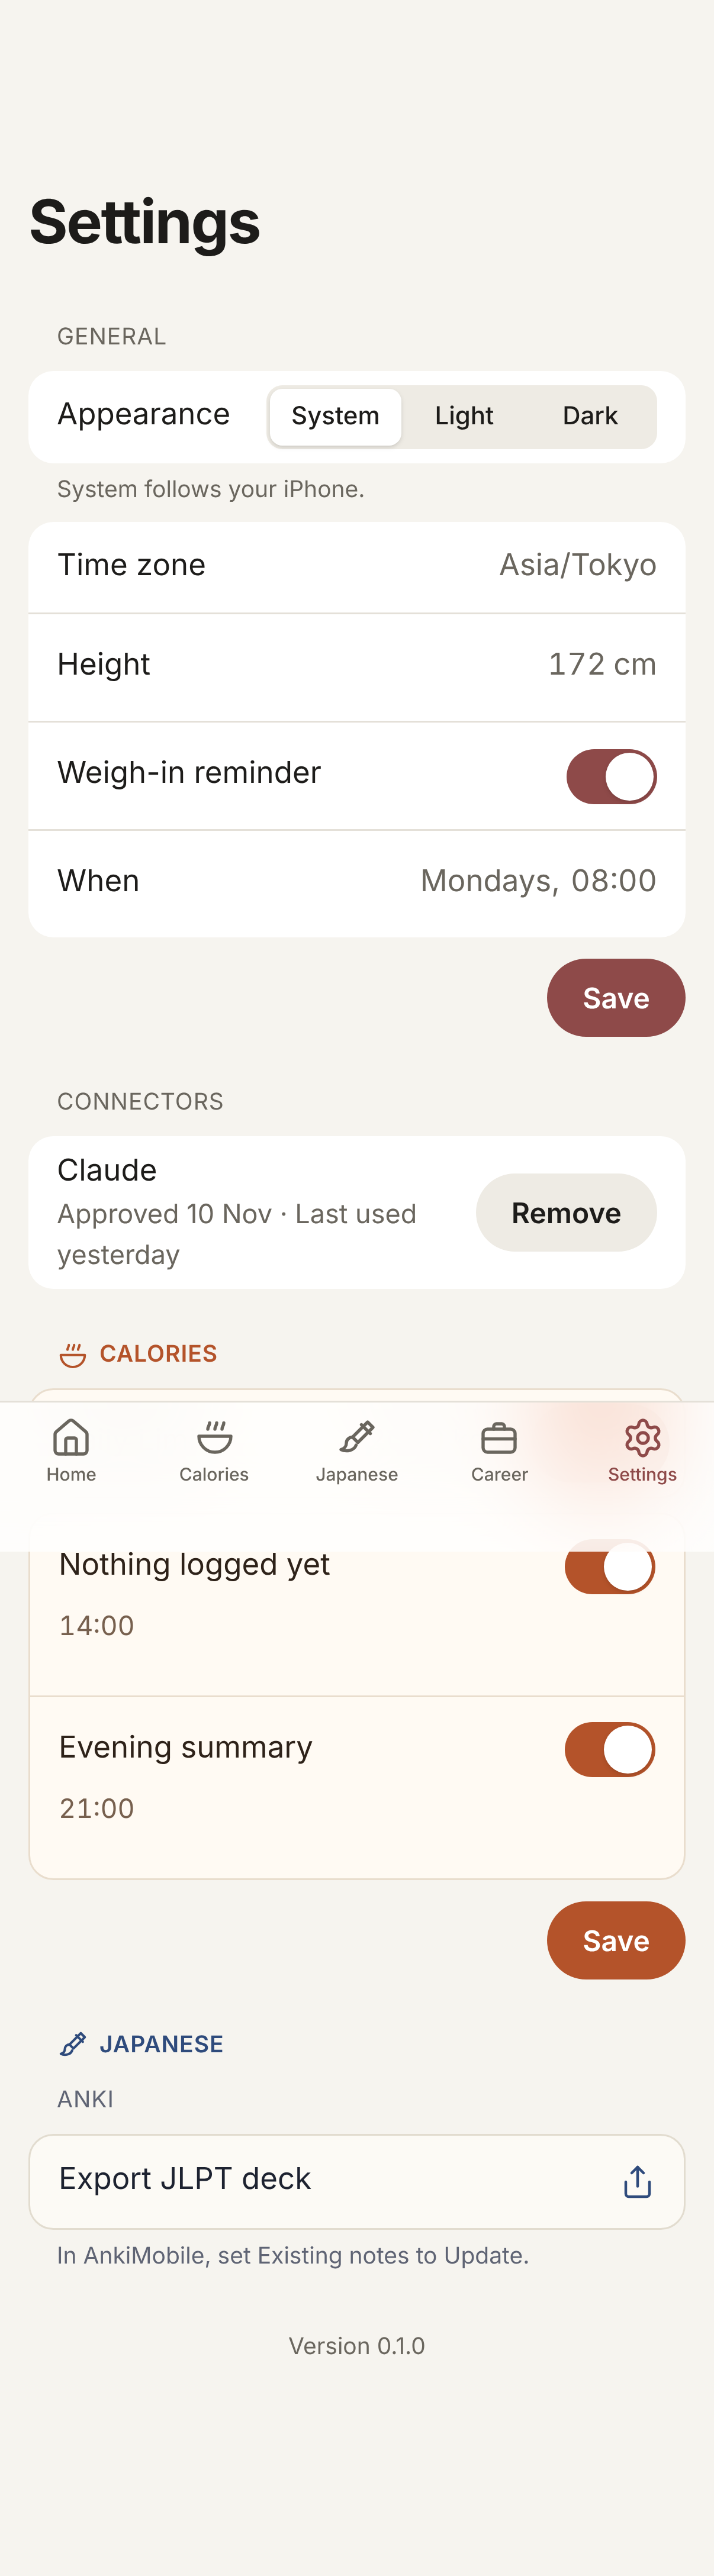 Settings
GENERAL
Appearance
System
Light
Dark
System follows your iPhone.
Time zone
Asia/Tokyo
Height
172 cm
Weigh-in reminder
When
Mondays, 08:00
Save
CONNECTORS
Claude
Approved 10 Nov · Last used
yesterday
Remove
CALORIES
Home
Calories
Japanese
Career
Settings
Nothing logged yet
14:00
Evening summary
21:00
Save
JAPANESE
ANKI
Export JLPT deck
In AnkiMobile, set Existing notes to Update.
Version 0.1.0